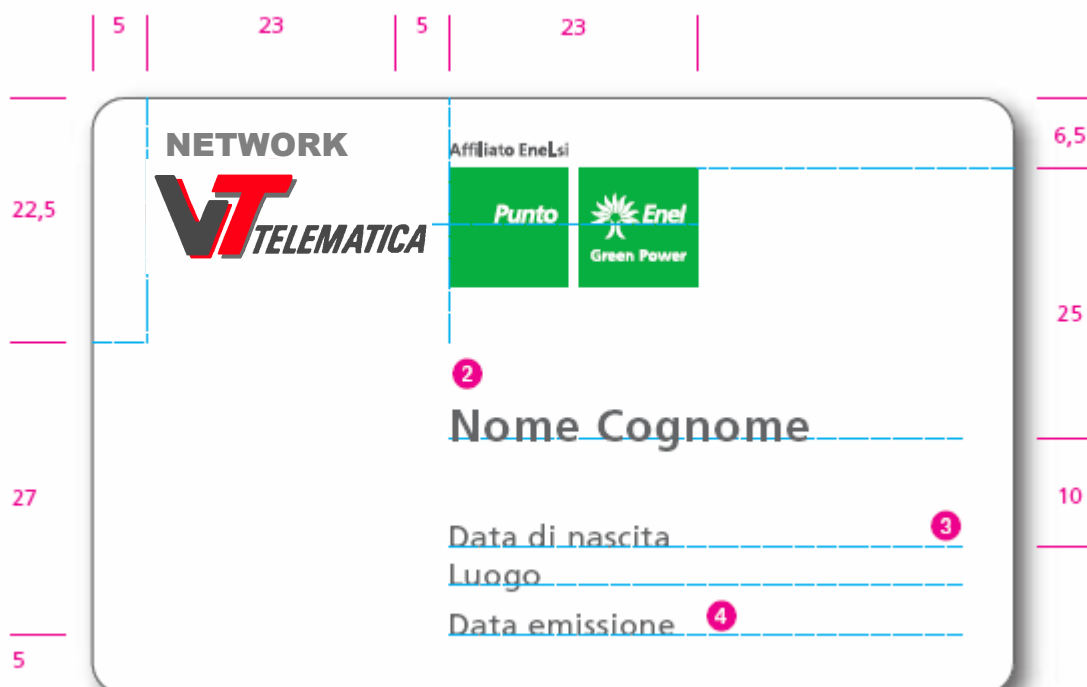 5 23 5 23
6,5
NETWORK
Affiliato EneLsi
22,5
VT TELEMATICA
Punto
Enel
Green Power
25
2
Nome Cognome
27
10
3
Data di nascita
Luogo
Data emissione 4
5